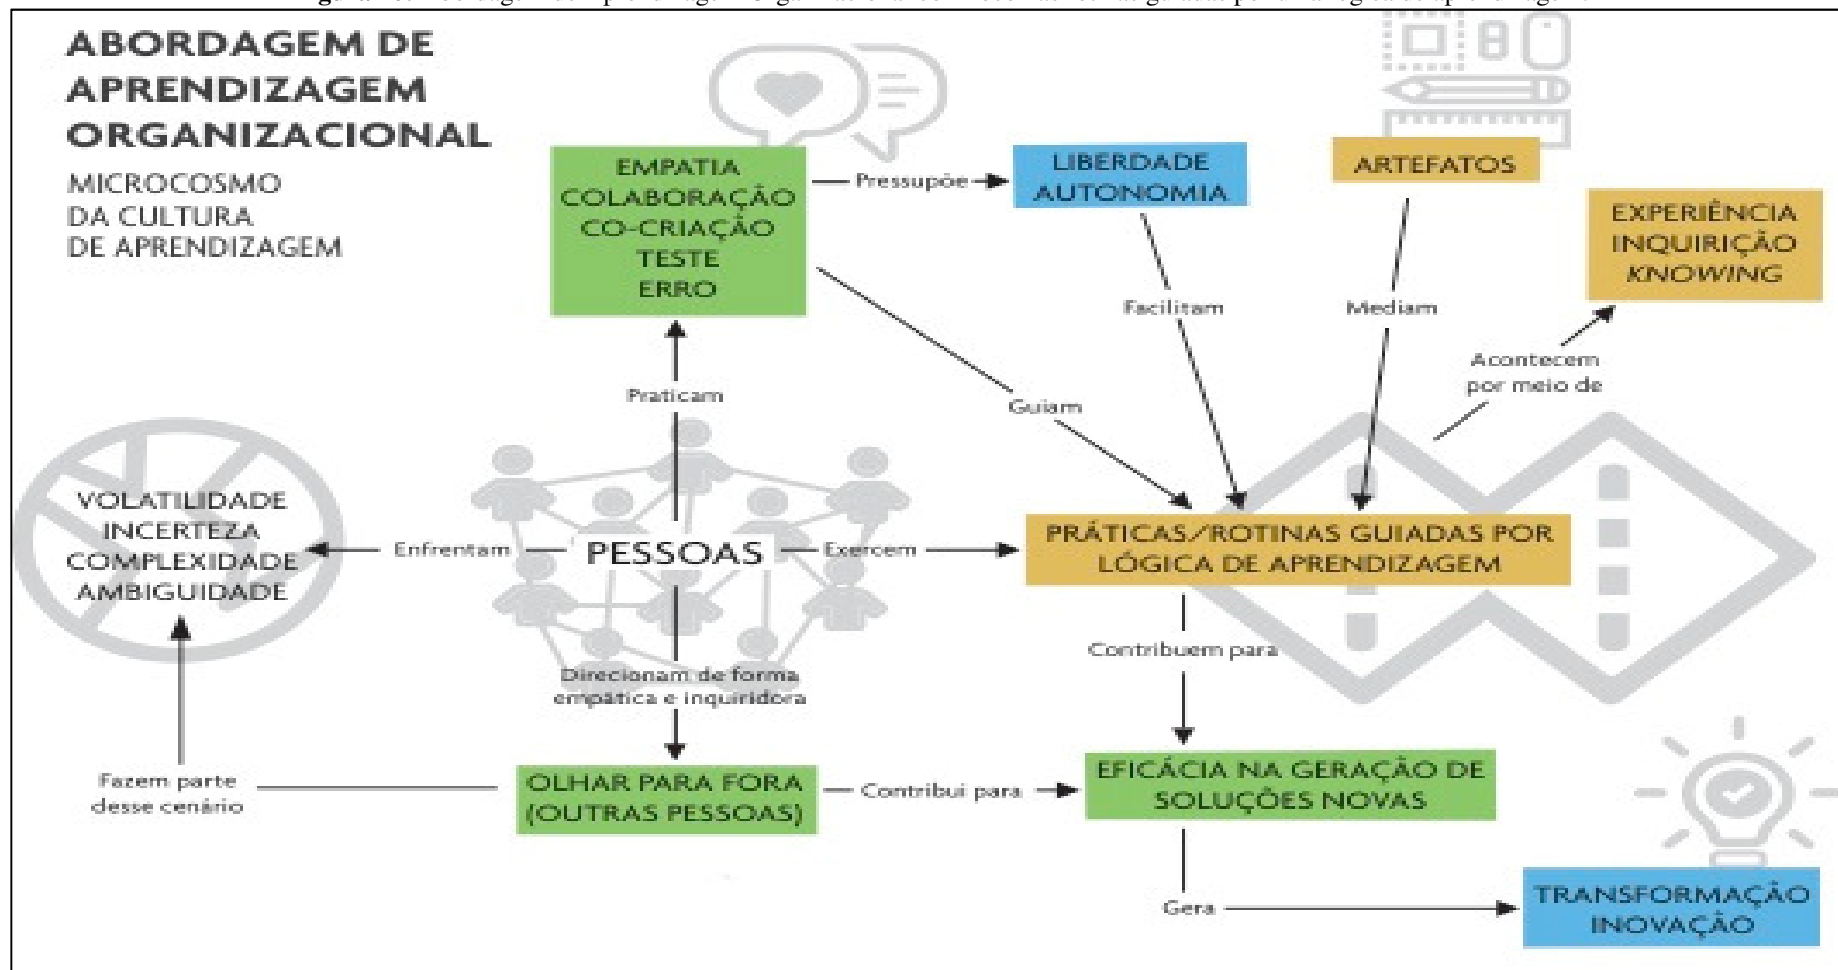 ABORDAGEM DE
APRENDIZAGEM
ORGANIZACIONAL
MICROCOSMO
DA CULTURA
DE APRENDIZAGEM
EMPATIA
COLABORAÇÃO
CO-CRIAÇÃO
TESTE
ERRO
Pressupõe
LIBERDADE
AUTONOMIA
ARTEFATOS
EXPERIÊNCIA
INQUIRIÇÃO
KNOWING
Facilitam
Mediam
Acontecem
por meio de
Praticam
Guiam
VOLATILIDADE
INCERTEZA
COMPLEXIDADE
AMBIGUIDADE
Enfrentam
PESSOAS
Exercem
PRÁTICAS/ROTINAS GUIADAS POR
LÓGICA DE APRENDIZAGEM
Contribuem para
Direcionam de forma
empática e inquiridora
Fazem parte
desse cenário
OLHAR PARA FORA
(OUTRAS PESSOAS)
Contribui para
EFICÁCIA NA GERAÇÃO DE
SOLUÇÕES NOVAS
Gera
TRANSFORMAÇÃO
INOVAÇÃO